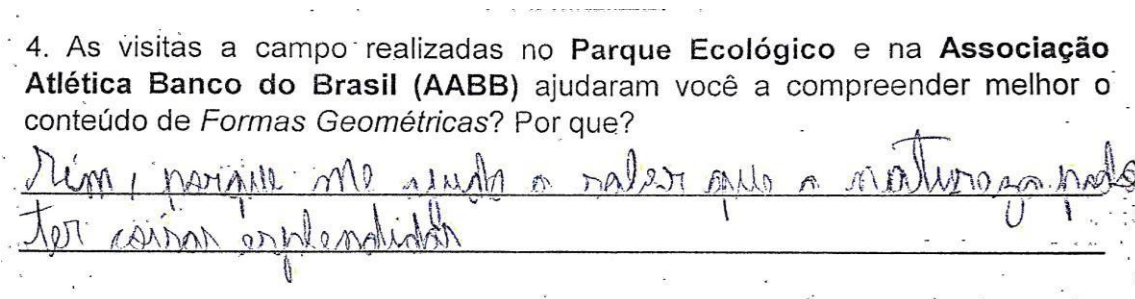 4. As visitas a campo realizadas no Parque Ecológico e na Associação
Atlética Banco do Brasil (AABB) ajudaram você a compreender melhor o
conteúdo de Formas Geométricas? Por que?
Sim, porque me ajuda a saber que a natureza pode
ter coisas esplendidas